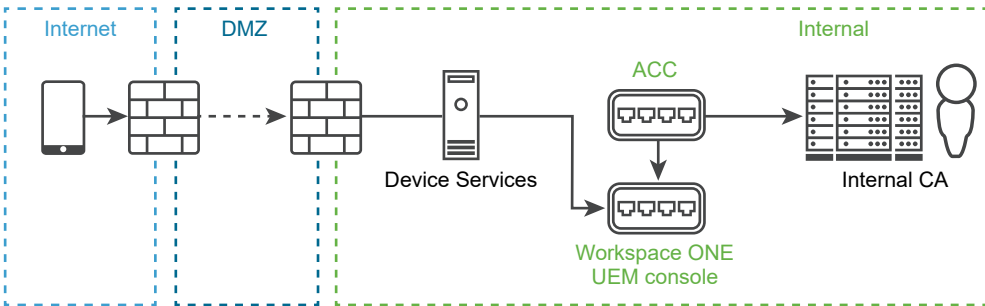 Internet
DMZ
Internal
ACC
Device Services
Internal CA
Workspace ONE
UEM console